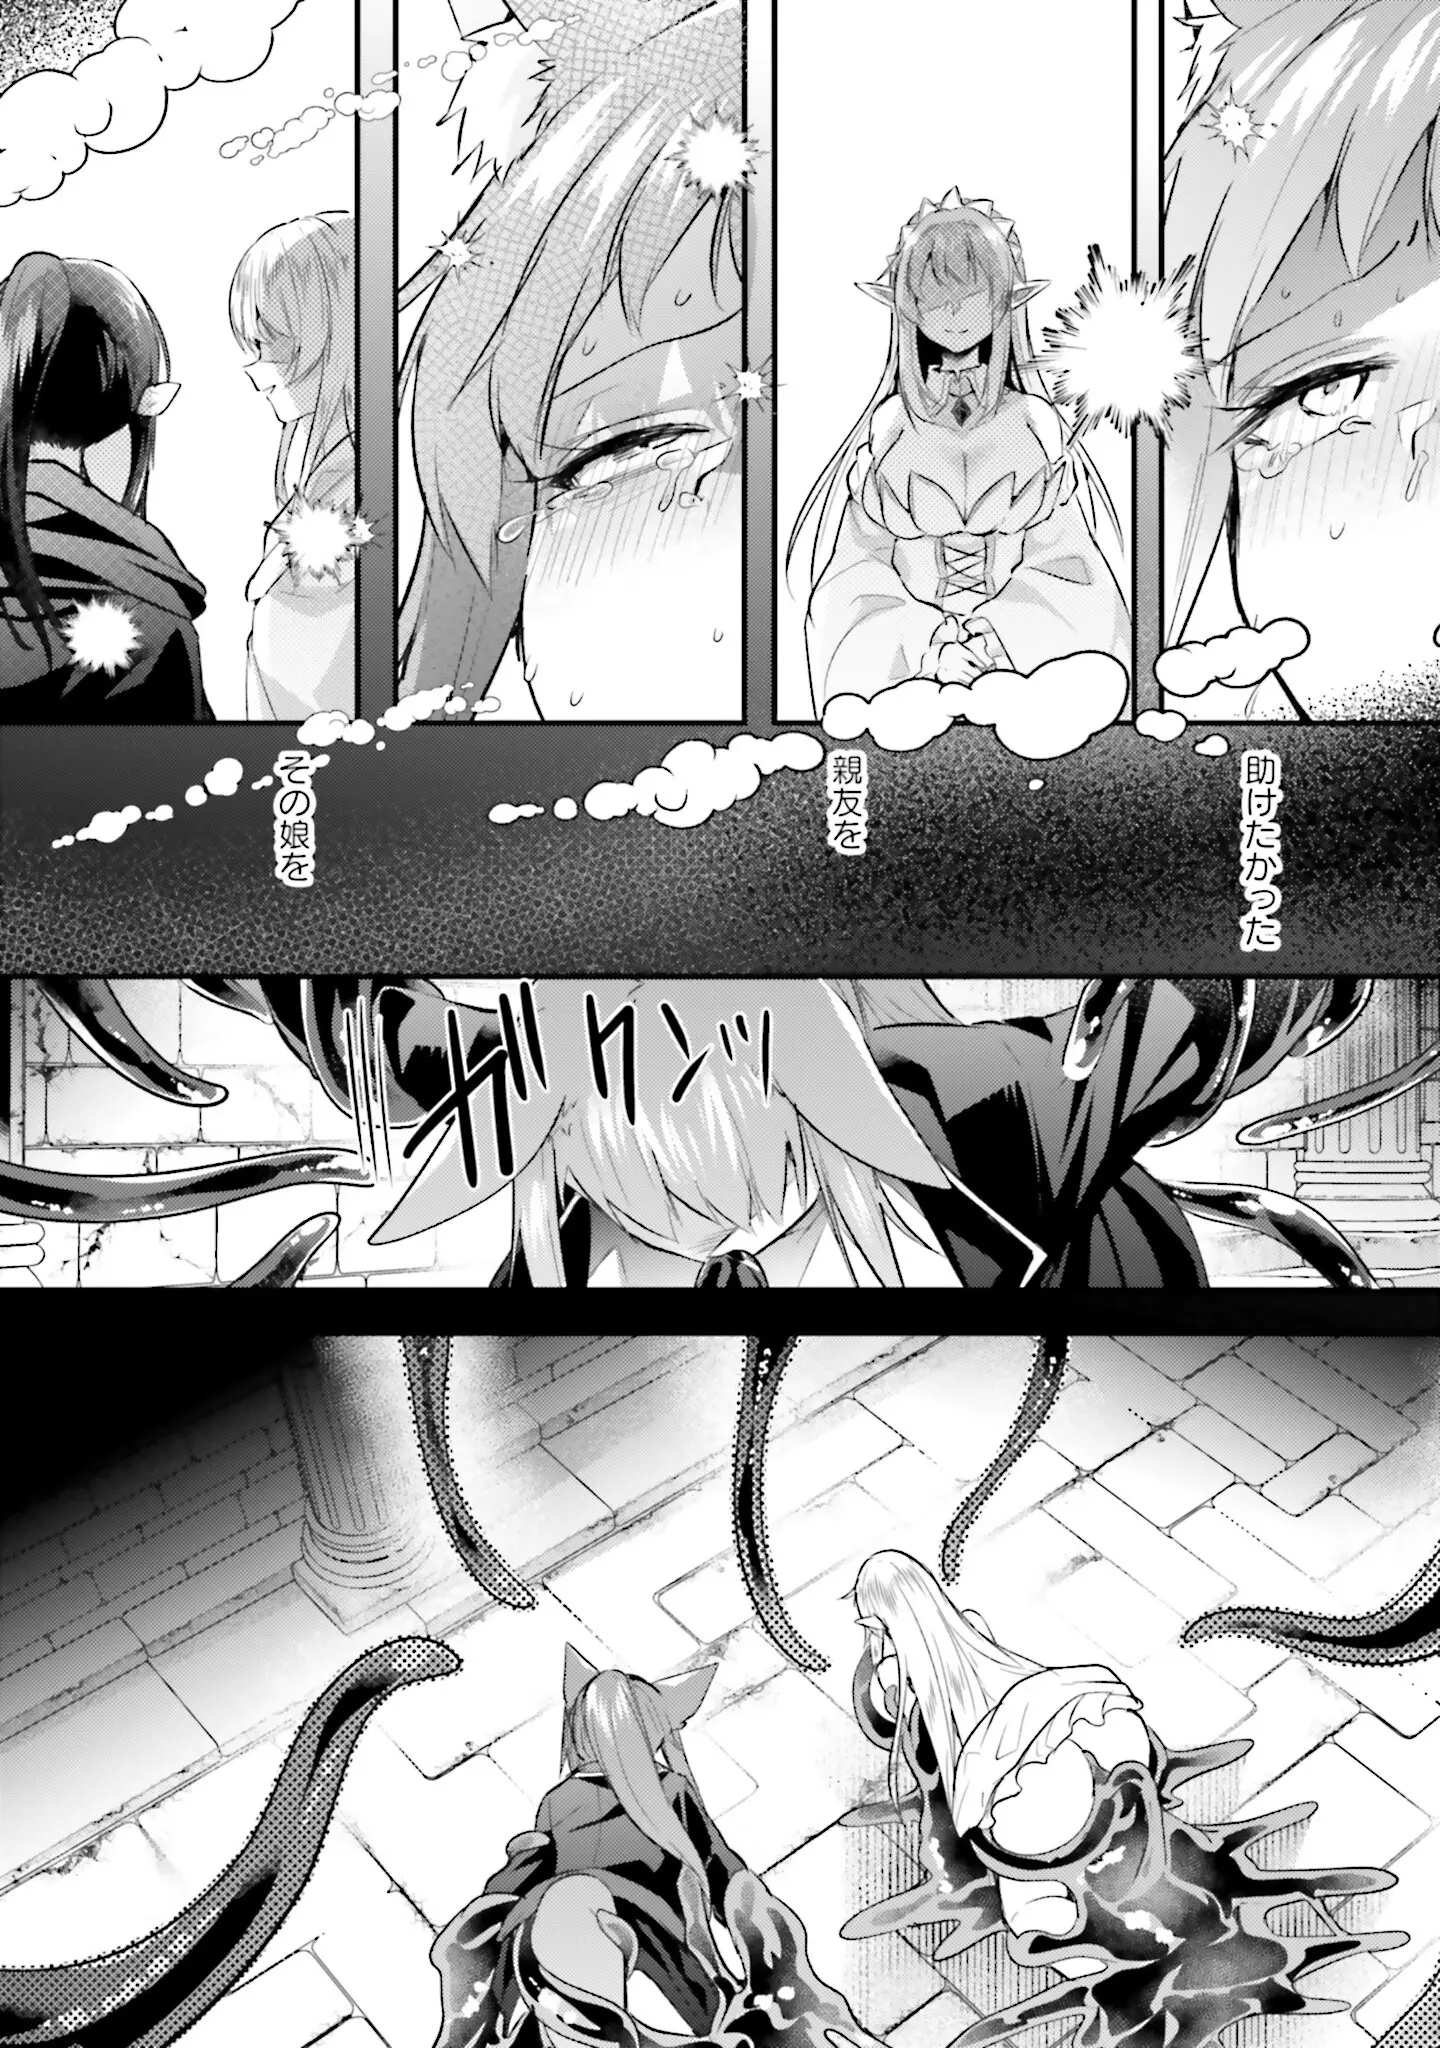 助けたかった
親友を
その娘を
ガクンッ